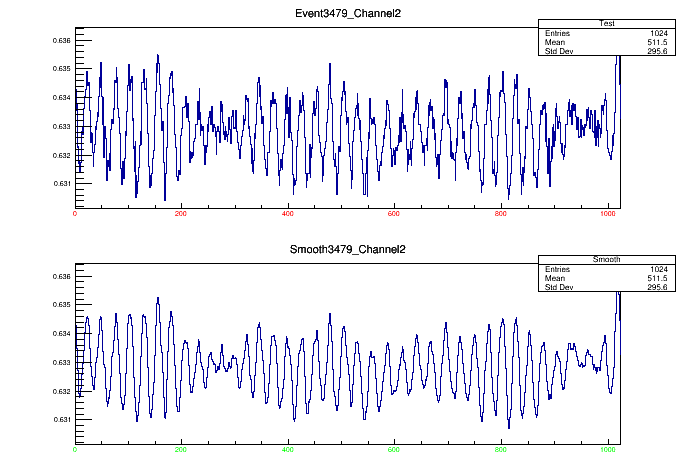 Event3479_Channel2
Test
Entries 1024
Mean 511.5
Std Dev 295.6
0.636
0.635
0.634
0.633
0.632
0.631
0 200 400 600 800 1000
Smooth3479_Channel2
Smooth
Entries 1024
Mean 511.5
Std Dev 295.6
0.636
0.635
0.634
0.633
0.632
0.631
0 200 400 600 800 1000